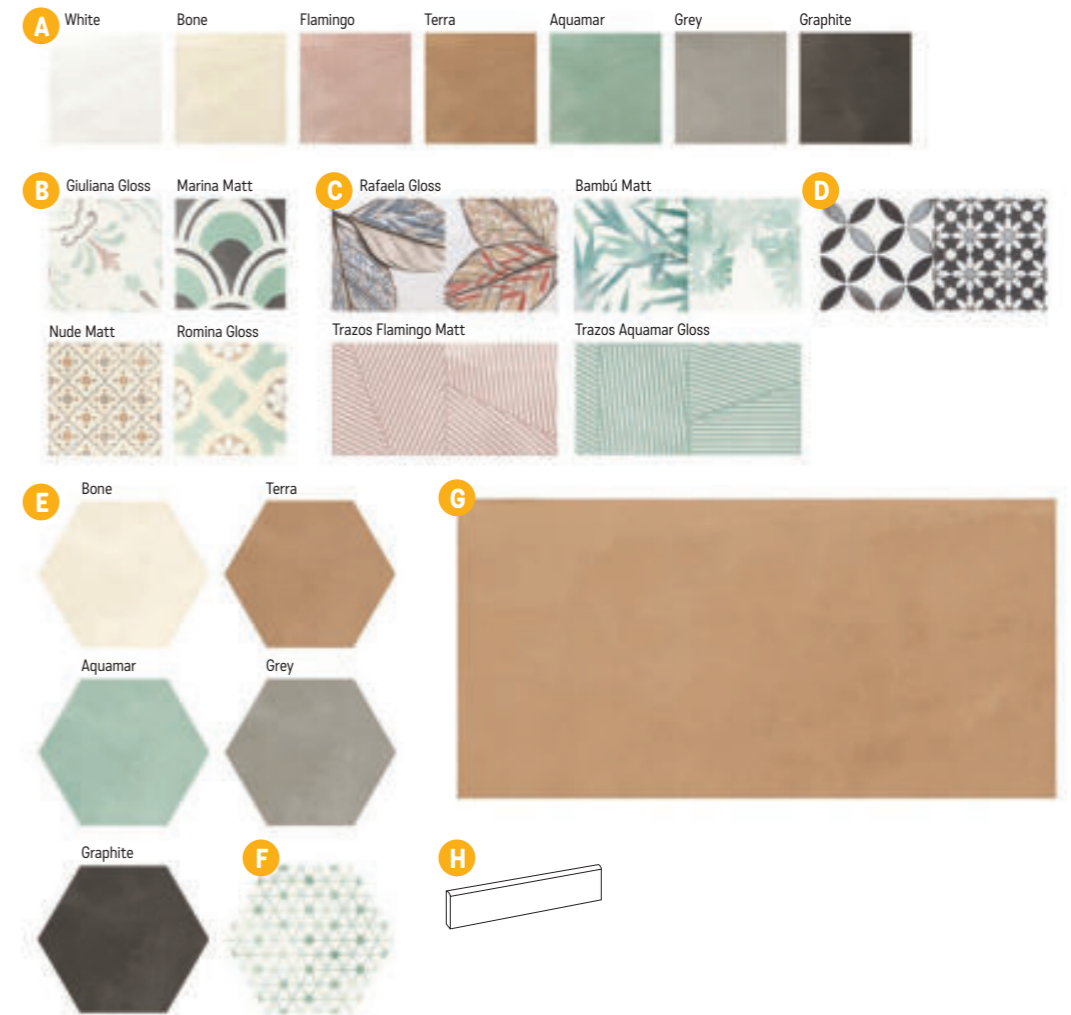 A
White Bone Flamingo Terra Aquamar Grey Graphite
B
Giuliana Gloss Marina Matt
Nude Matt Romina Gloss
C
Rafaela Gloss Bambú Matt
Trazos Flamingo Matt Trazos Aquamar Gloss
D
E
Bone Terra
Aquamar Grey
Graphite
F
G
H